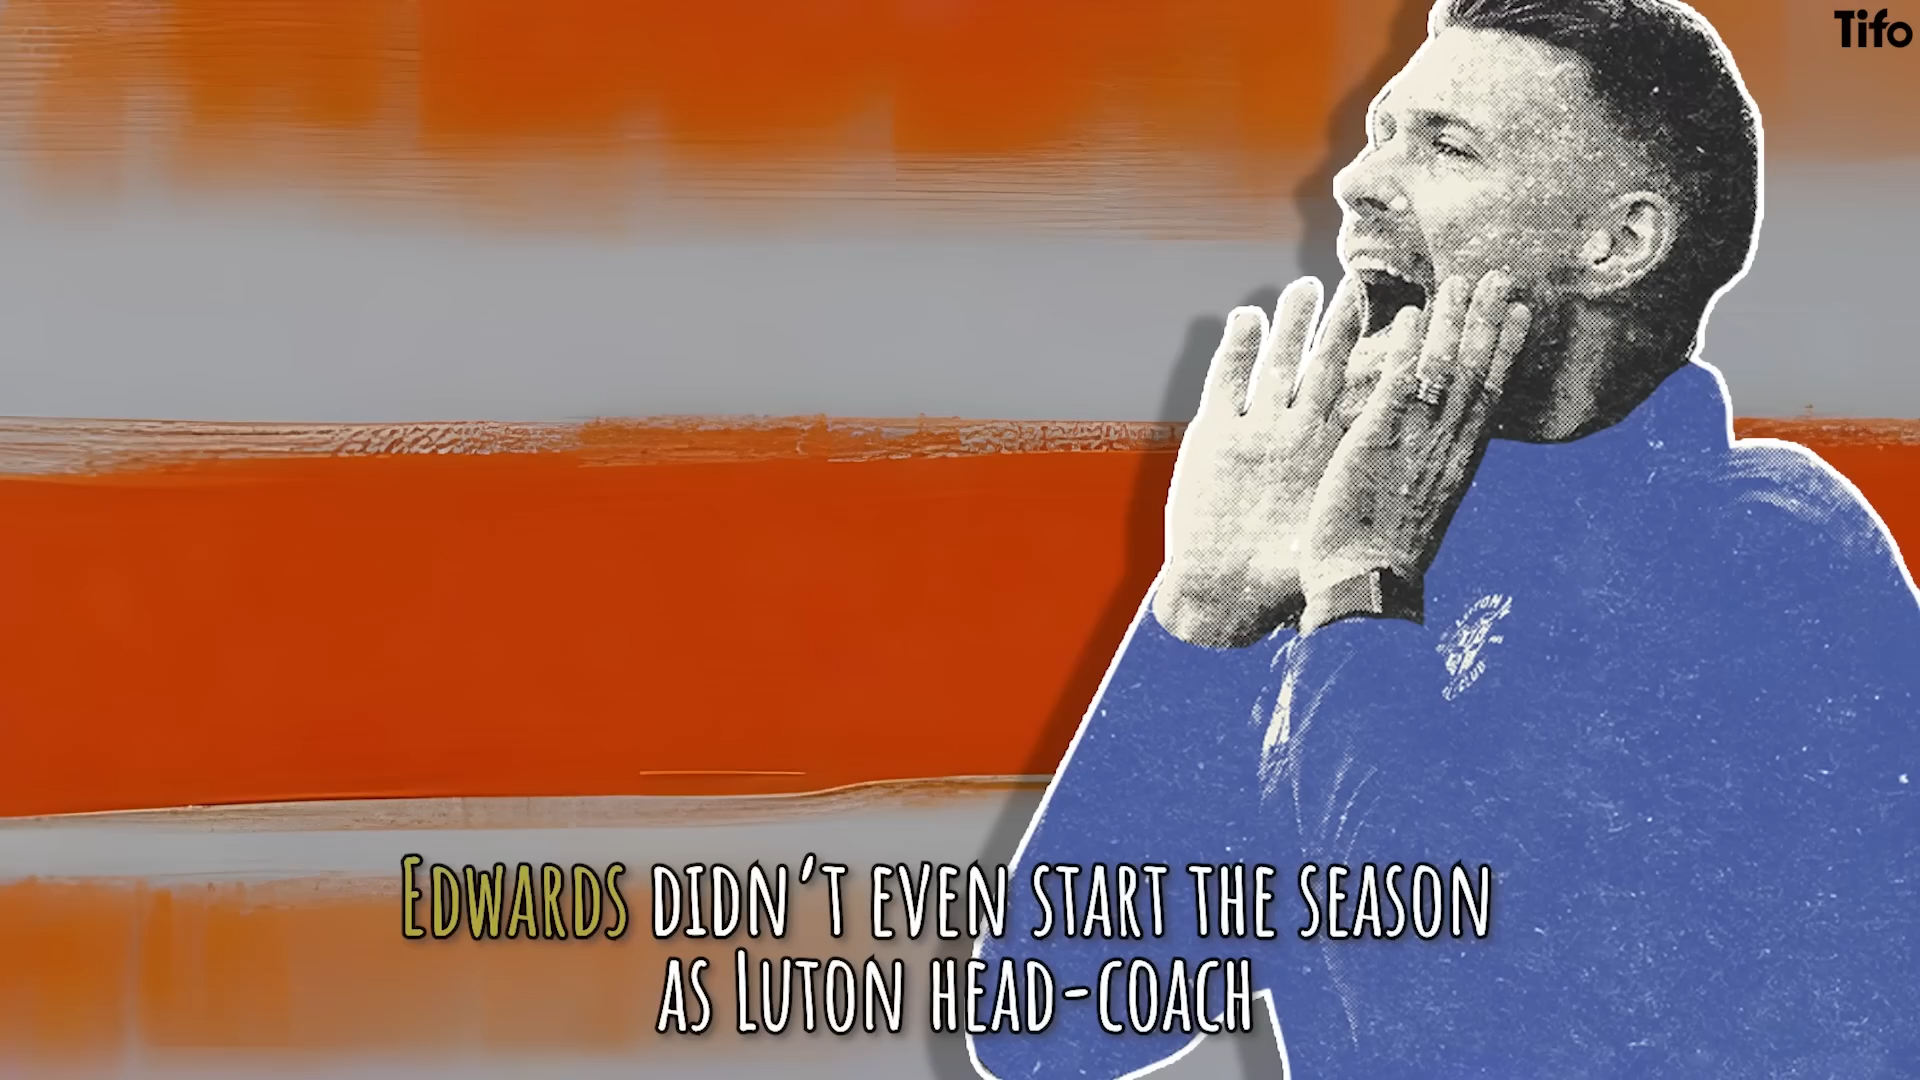 Tifo
Edwards didn't even start the season
as Luton head-coach